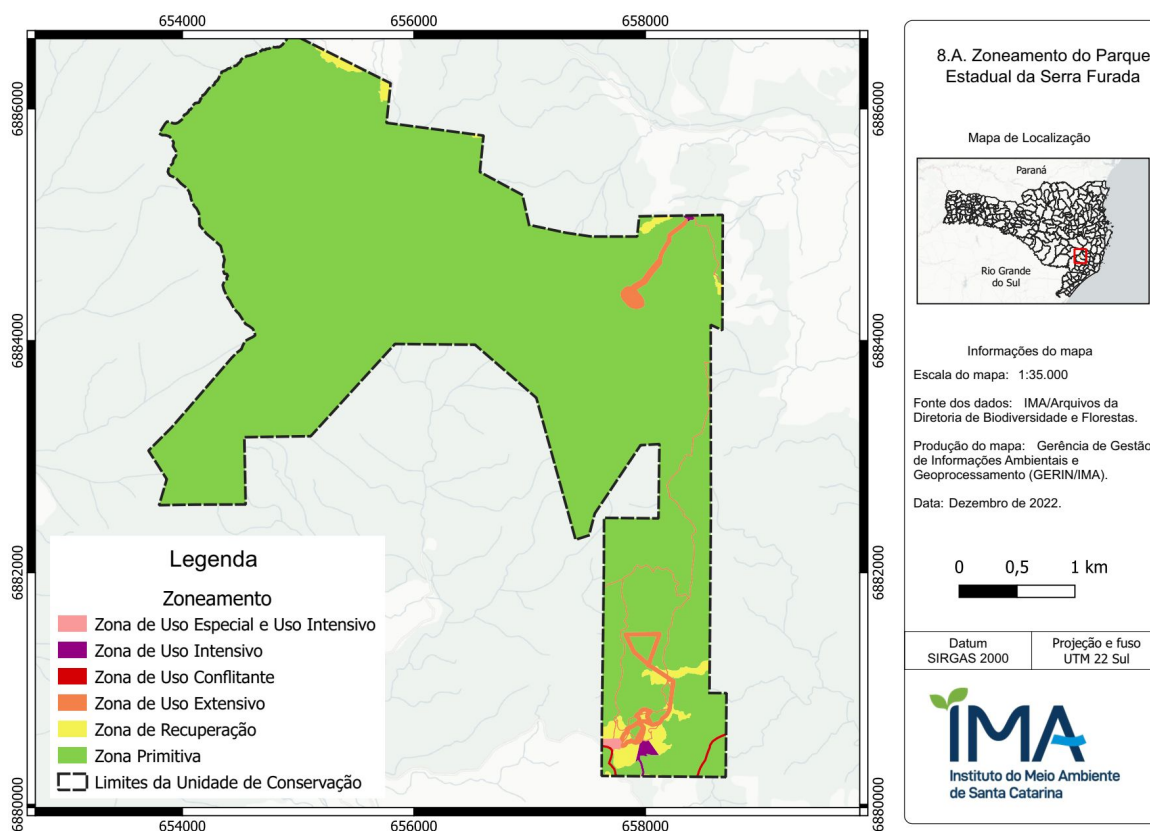 654000
656000
658000
6886000
6884000
6882000
6880000
6886000
6884000
6882000
6880000
654000
656000
658000
Legenda
Zoneamento
Zona de Uso Especial e Uso Intensivo
Zona de Uso Intensivo
Zona de Uso Conflitante
Zona de Uso Extensivo
Zona de Recuperação
Zona Primitiva
Limites da Unidade de Conservação
8.A. Zoneamento do Parque
Estadual da Serra Furada
Mapa de Localização
Paraná
Rio Grande
do Sul
Informações do mapa
Escala do mapa: 1:35.000
Fonte dos dados: IMA/Arquivos da
Diretoria de Biodiversidade e Florestas.
Produção do mapa: Gerência de Gestão
de Informações Ambientais e
Geoprocessamento (GERIN/IMA).
Data: Dezembro de 2022.
0 0,5 1 km
Datum
SIRGAS 2000
Projeção e fuso
UTM 22 Sul
IMA
Instituto do Meio Ambiente
de Santa Catarina